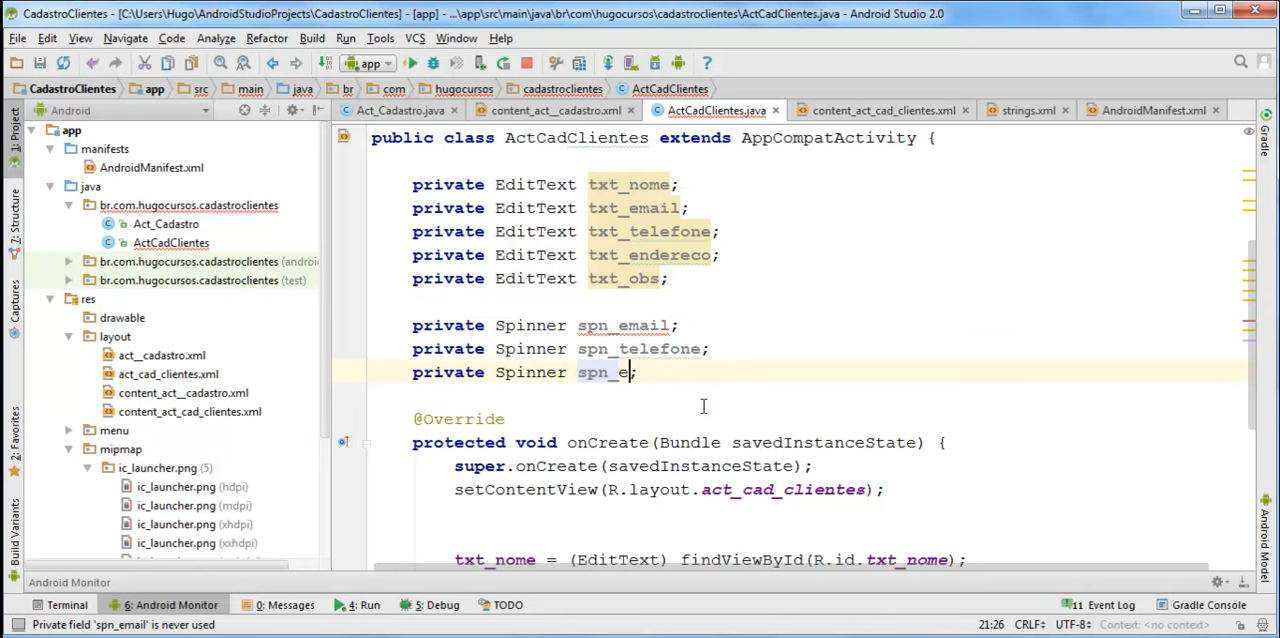 CadastroClientes - [C:\Users\Hugo\AndroidStudioProjects\CadastroClientes] - [app] - ...\app\src\main\java\br\com\hugocursos\cadastroclientes\ActCadClientes.java - Android Studio 2.0
File Edit View Navigate Code Analyze Refactor Build Run Tools VCS Window Help
app
CadastroClientes app src main java br com hugocursos cadastroclientes ActCadClientes
Android
Act_Cadastro.java content_act__cadastro.xml ActCadClientes.java content_act_cad_clientes.xml strings.xml AndroidManifest.xml
1: Project
7: Structure
Captures
2: Favorites
Build Variants
app
manifests
AndroidManifest.xml
java
br.com.hugocursos.cadastroclientes
Act_Cadastro
ActCadClientes
br.com.hugocursos.cadastroclientes (androi
br.com.hugocursos.cadastroclientes (test)
res
drawable
layout
act__cadastro.xml
act_cad_clientes.xml
content_act__cadastro.xml
content_act_cad_clientes.xml
menu
mipmap
ic_launcher.png (5)
ic_launcher.png (hdpi)
ic_launcher.png (mdpi)
ic_launcher.png (xhdpi)
ic_launcher.png (xxhdpi)
public class ActCadClientes extends AppCompatActivity {
private EditText txt_nome;
private EditText txt_email;
private EditText txt_telefone;
private EditText txt_endereco;
private EditText txt_obs;
private Spinner spn_email;
private Spinner spn_telefone;
private Spinner spn_e;
@Override
protected void onCreate(Bundle savedInstanceState) {
super.onCreate(savedInstanceState);
setContentView(R.layout.act_cad_clientes);
txt_nome = (EditText) findViewById(R.id.txt_nome);
Gradle
Android Model
Android Monitor
Terminal 6: Android Monitor 0: Messages 4: Run 5: Debug TODO 11 Event Log Gradle Console
Private field 'spn_email' is never used 21:26 CRLF UTF-8 Context: <no context>